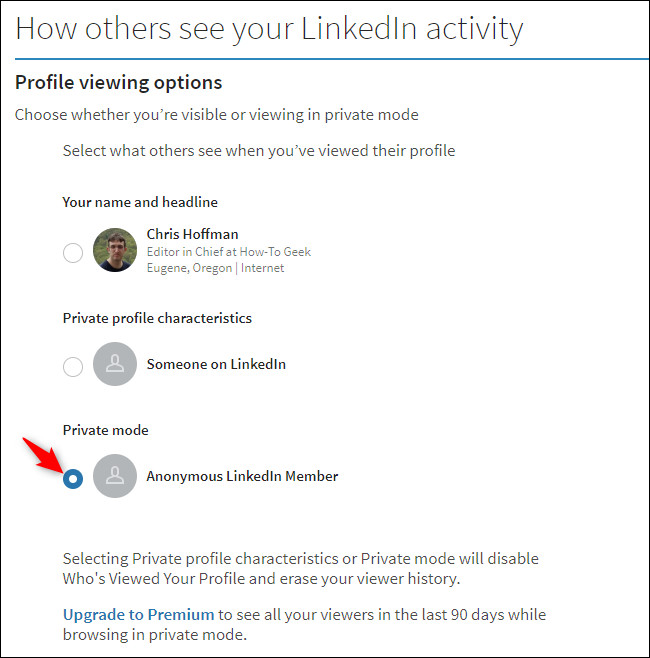 How others see your LinkedIn activity
Profile viewing options
Choose whether you’re visible or viewing in private mode
Select what others see when you’ve viewed their profile
Your name and headline
Chris Hoffman
Editor in Chief at How-To Geek
Eugene, Oregon | Internet
Private profile characteristics
Someone on LinkedIn
Private mode
Anonymous LinkedIn Member
Selecting Private profile characteristics or Private mode will disable
Who's Viewed Your Profile and erase your viewer history.
Upgrade to Premium to see all your viewers in the last 90 days while
browsing in private mode.